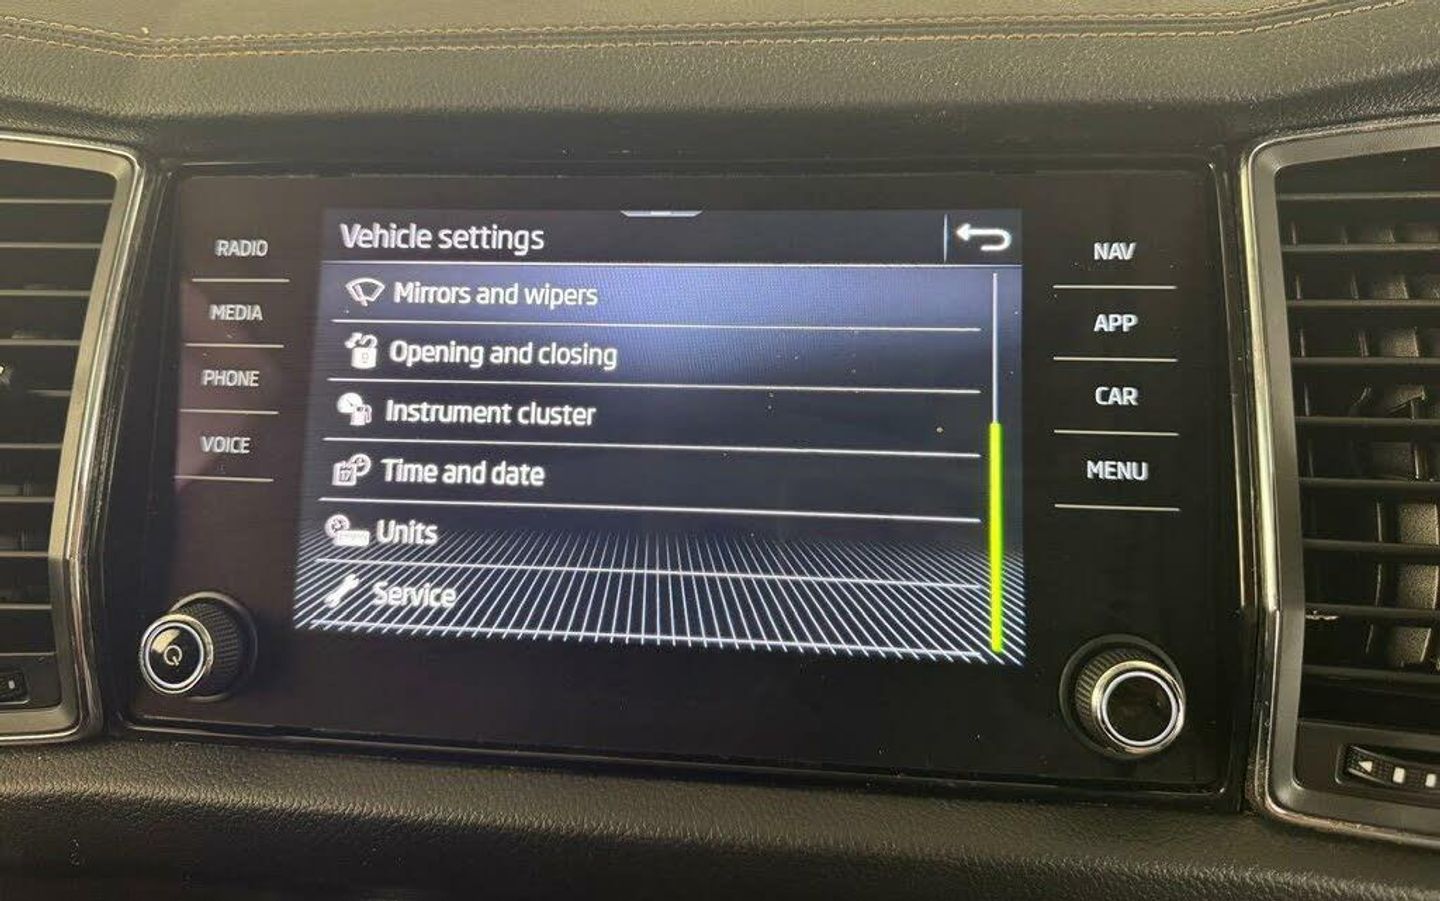 Vehicle settings
RADIO
MEDIA
PHONE
VOICE
Mirrors and wipers
Opening and closing
Instrument cluster
Time and date
17
Units
Service
NAV
APP
CAR
MENU